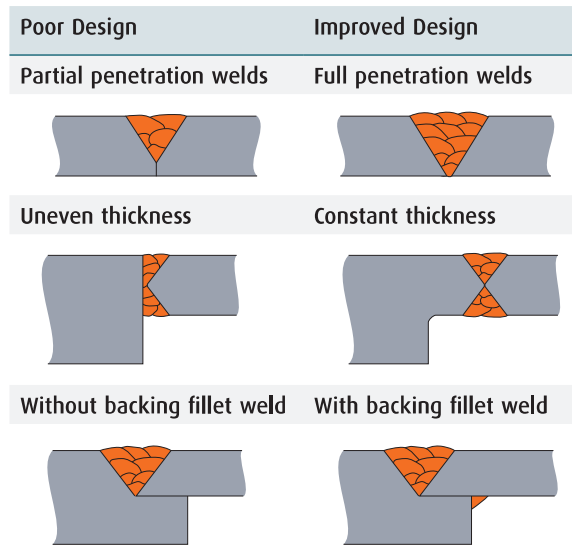 Poor Design
Improved Design
Partial penetration welds
Full penetration welds
Uneven thickness
Constant thickness
Without backing fillet weld
With backing fillet weld